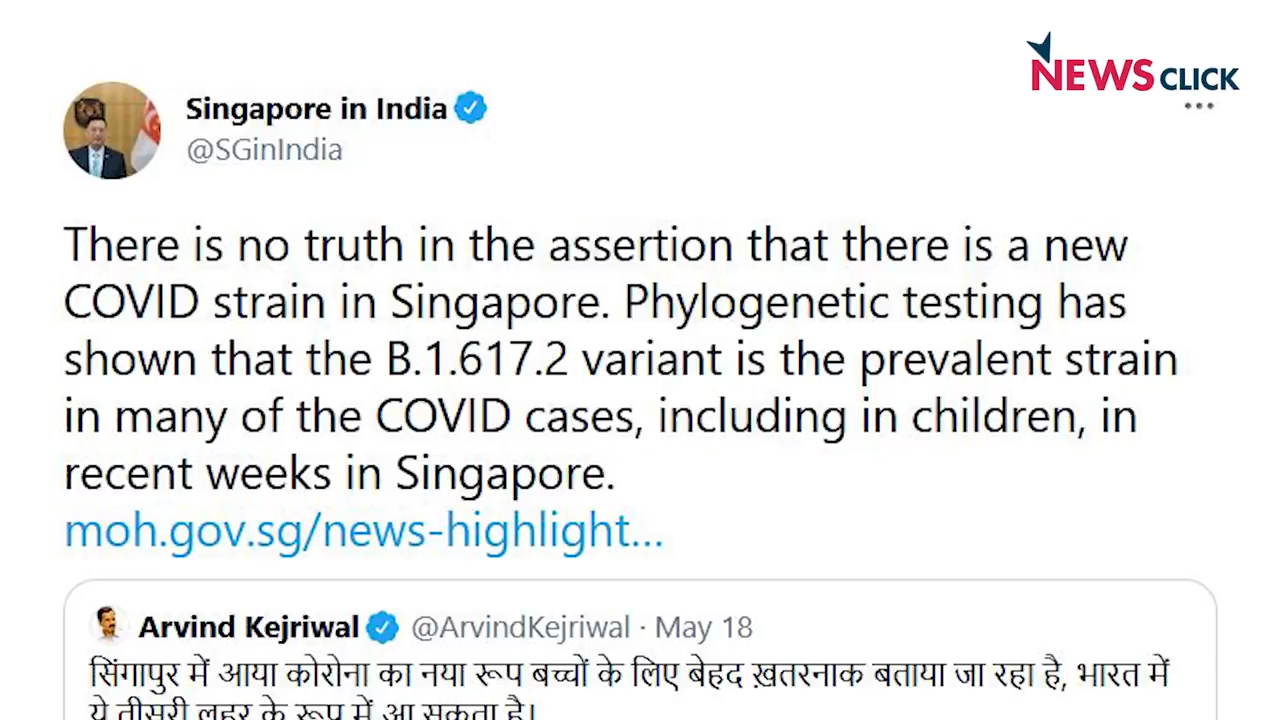 NEWS CLICK
Singapore in India
@SGinIndia
There is no truth in the assertion that there is a new
COVID strain in Singapore. Phylogenetic testing has
shown that the B.1.617.2 variant is the prevalent strain
in many of the COVID cases, including in children, in
recent weeks in Singapore.
moh.gov.sg/news-highlight...
Arvind Kejriwal @ArvindKejriwal · May 18
सिंगापुर में आया कोरोना का नया रूप बच्चों के लिए बेहद ख़तरनाक बताया जा रहा है, भारत में
ये तीसरी लहर के रूप में आ सकता है।